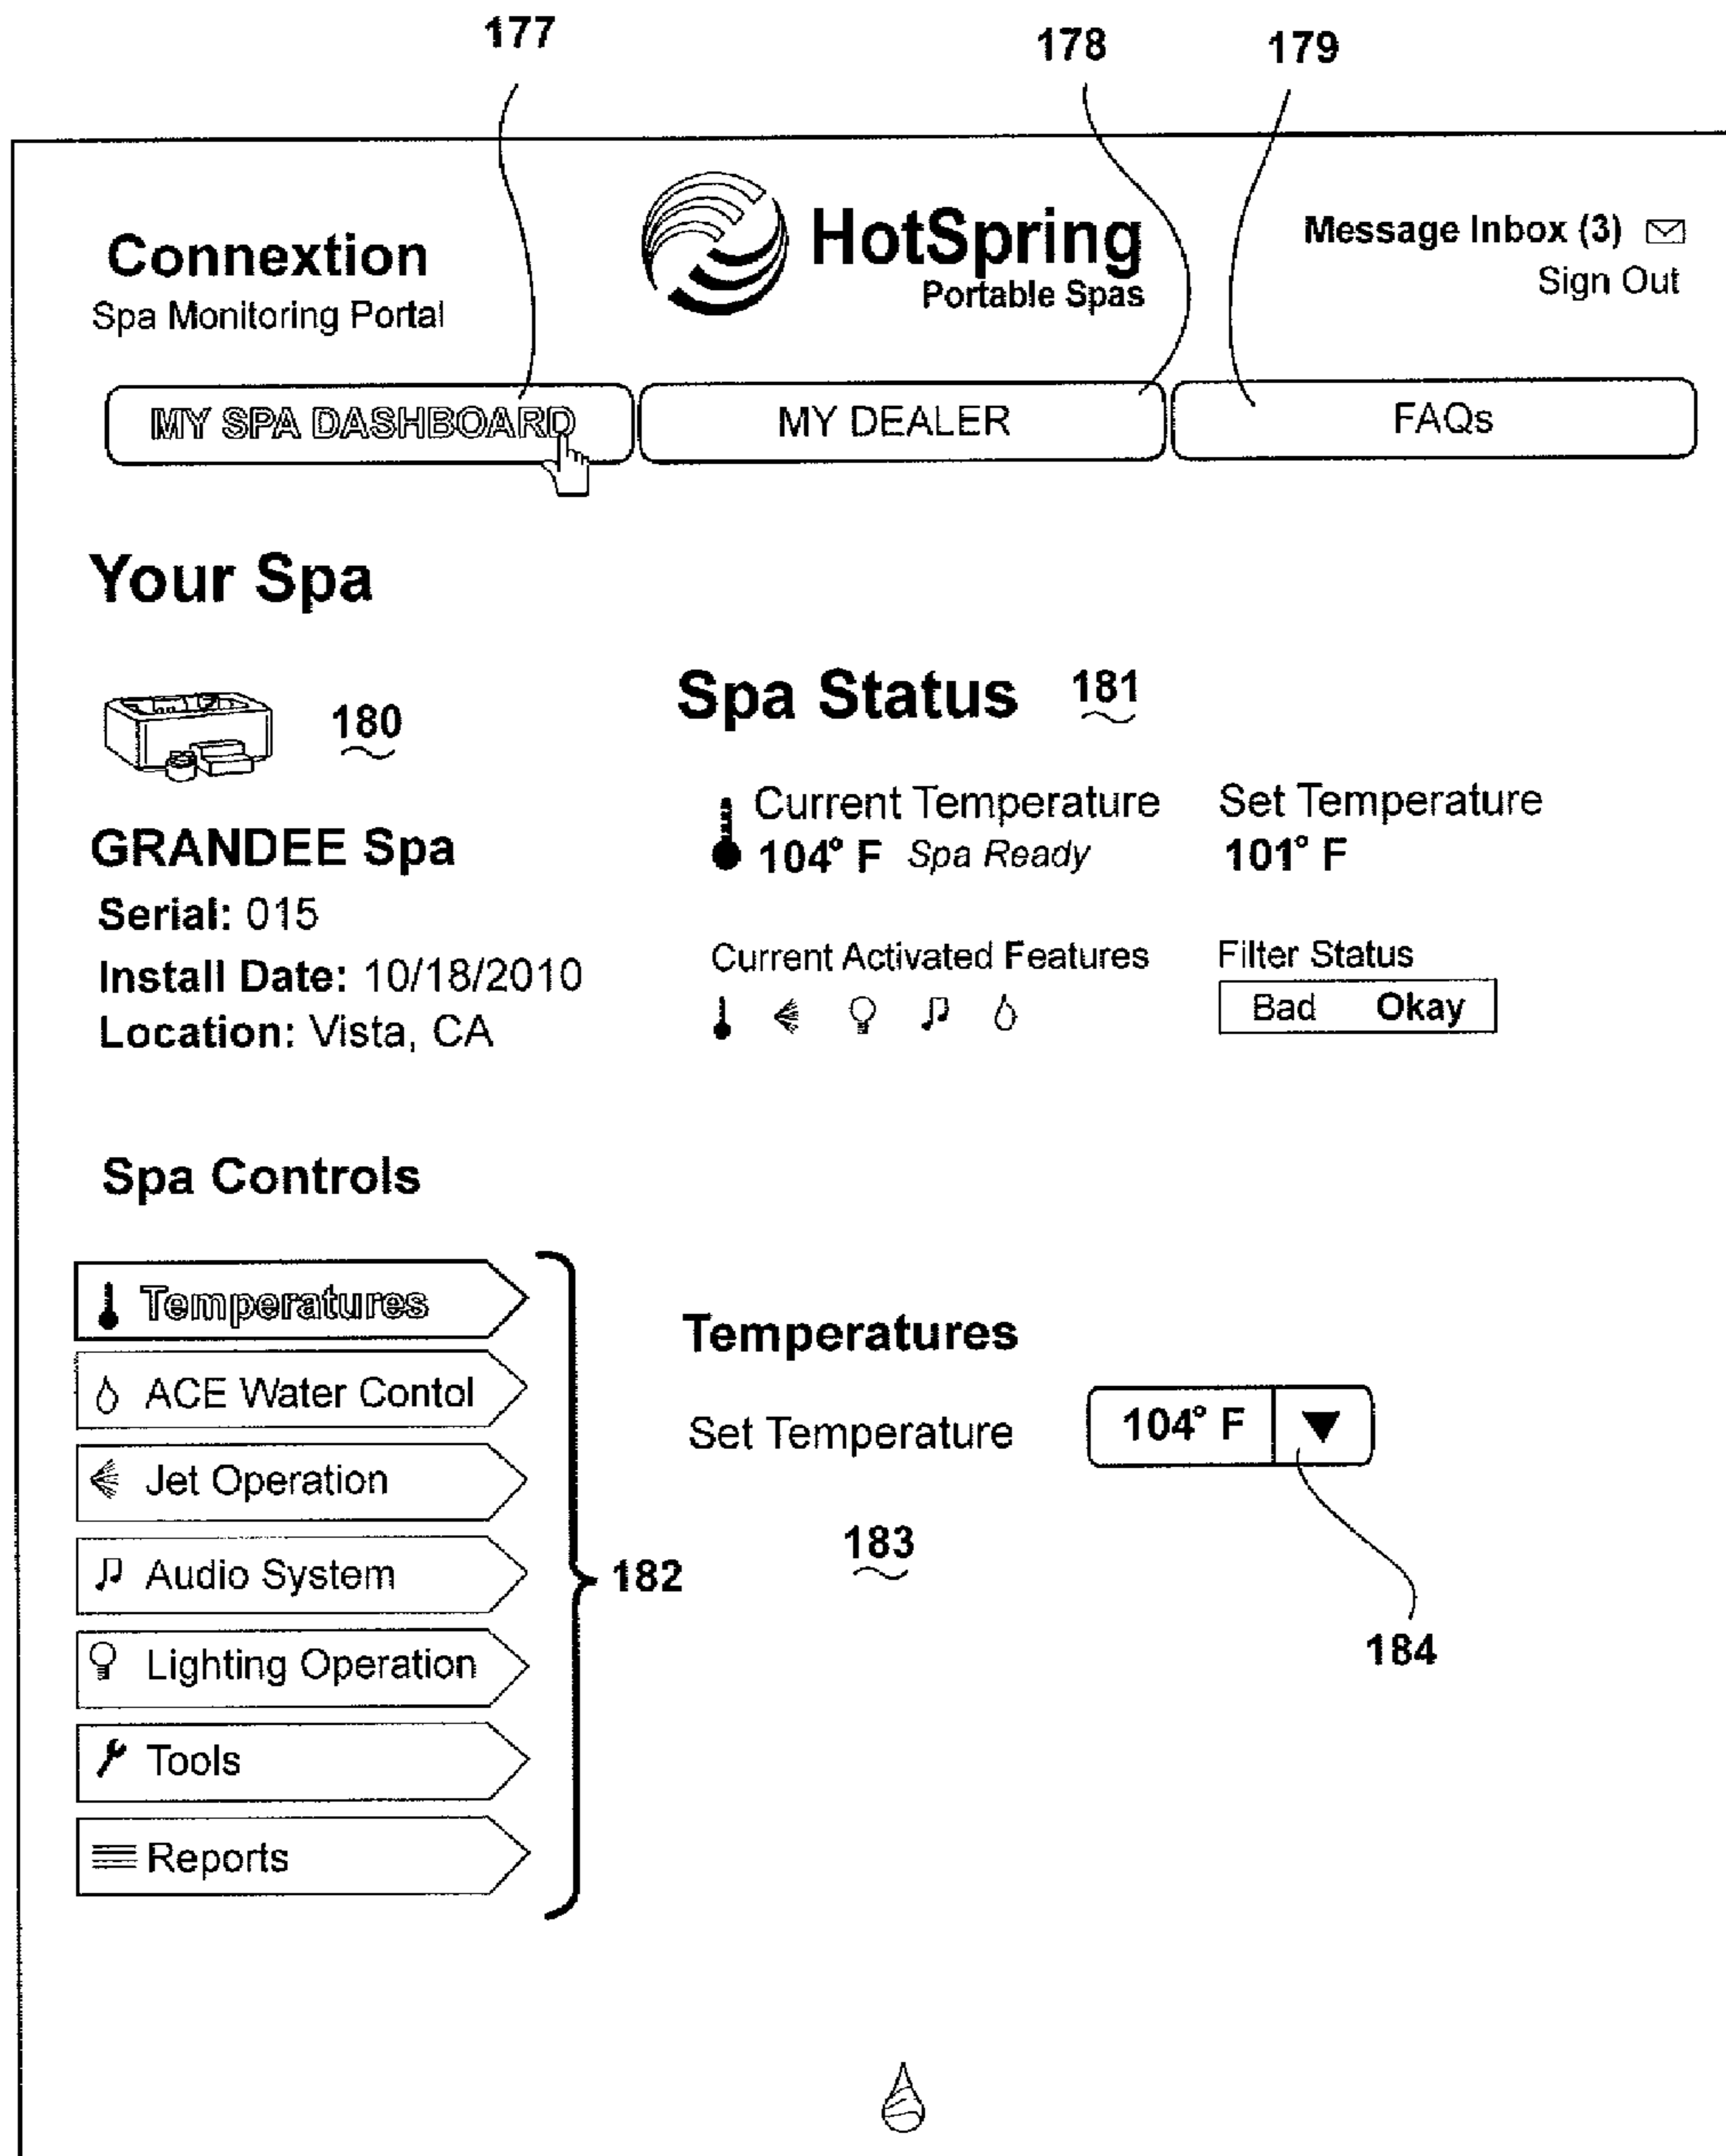 177
178
179
Connextion
Spa Monitoring Portal
HotSpring
Portable Spas
Message Inbox (3)
Sign Out
MY SPA DASHBOARD
MY DEALER
FAQs
Your Spa
180
GRANDEE Spa
Serial: 015
Install Date: 10/18/2010
Location: Vista, CA
Spa Status 181
Current Temperature
104° F Spa Ready
Set Temperature
101° F
Current Activated Features
Filter Status
Bad Okay
Spa Controls
Temperatures
ACE Water Contol
Jet Operation
Audio System
Lighting Operation
Tools
Reports
182
Temperatures
Set Temperature
104° F
183
184